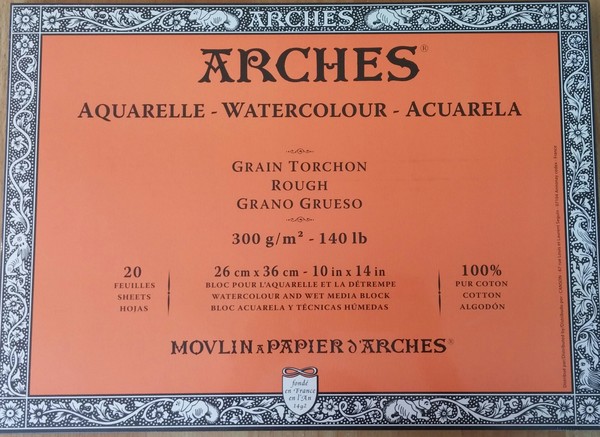 ARCHES
ARCHES®
AQUARELLE - WATERCOLOUR - ACUARELA
GRAIN TORCHON
ROUGH
GRANO GRUESO
300 g/m² - 140 lb
20
FEUILLES
SHEETS
HOJAS
26 cm x 36 cm - 10 in x 14 in
BLOC POUR L'AQUARELLE ET LA DÉTREMPE
WATERCOLOUR AND WET MEDIA BLOCK
BLOC ACUARELA Y TÉCNICAS HÚMEDAS
100%
PUR COTON
COTTON
ALGODÓN
MOVLIN A PAPIER D'ARCHES®
fondé
en France
en l'An
1492